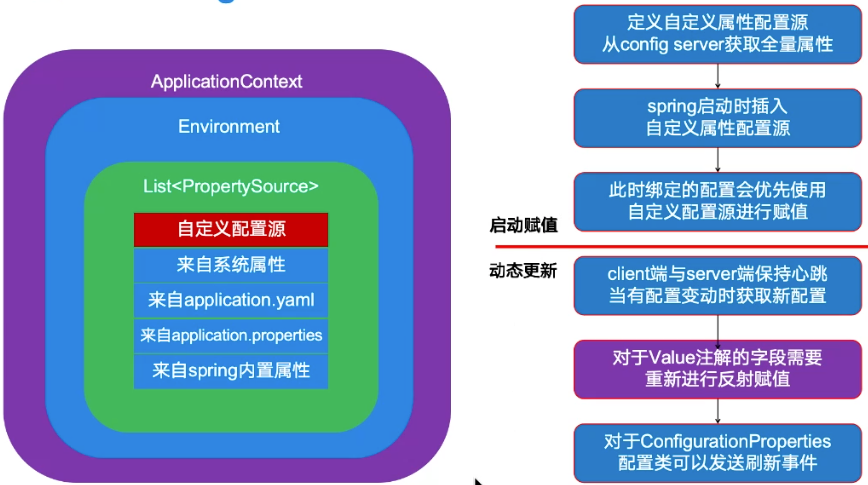 ApplicationContext
Environment
List<PropertySource>
自定义配置源
来自系统属性
来自application.yaml
来自application.properties
来自spring内置属性
定义自定义属性配置源
从config server获取全量属性
spring启动时插入
自定义属性配置源
此时绑定的配置会优先使用
自定义配置源进行赋值
启动赋值
动态更新
client端与server端保持心跳
当有配置变动时获取新配置
对于Value注解的字段需要
重新进行反射赋值
对于ConfigurationProperties
配置类可以发送刷新事件